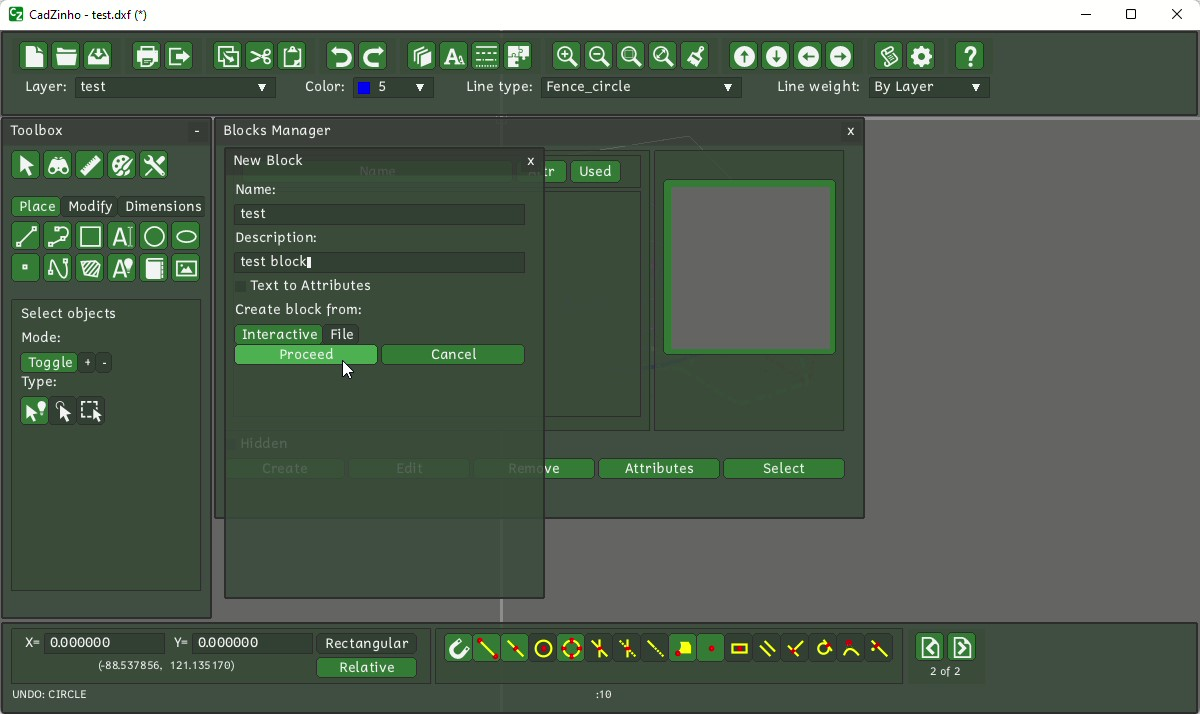 CadZinho - test.dxf (*)
Layer: test Color: 5 Line type: Fence_circle Line weight: By Layer
Toolbox -
Place Modify Dimensions
Select objects
Mode:
Toggle + -
Type:
Blocks Manager x
Name Used
New Block x
Name:
test
Description:
test block
Text to Attributes
Create block from:
Interactive File
Proceed Cancel
Hidden
Create Edit Remove Attributes Select
X= 0.000000 Y= 0.000000 Rectangular
(-88.537856, 121.135170) Relative
2 of 2
UNDO: CIRCLE :10